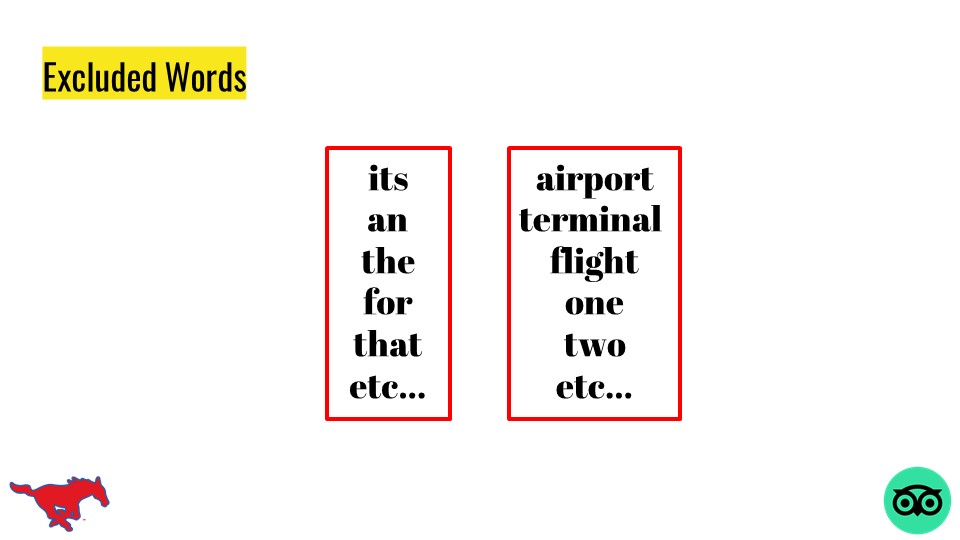 Excluded Words
its
an
the
for
that
etc...
airport
terminal
flight
one
two
etc...